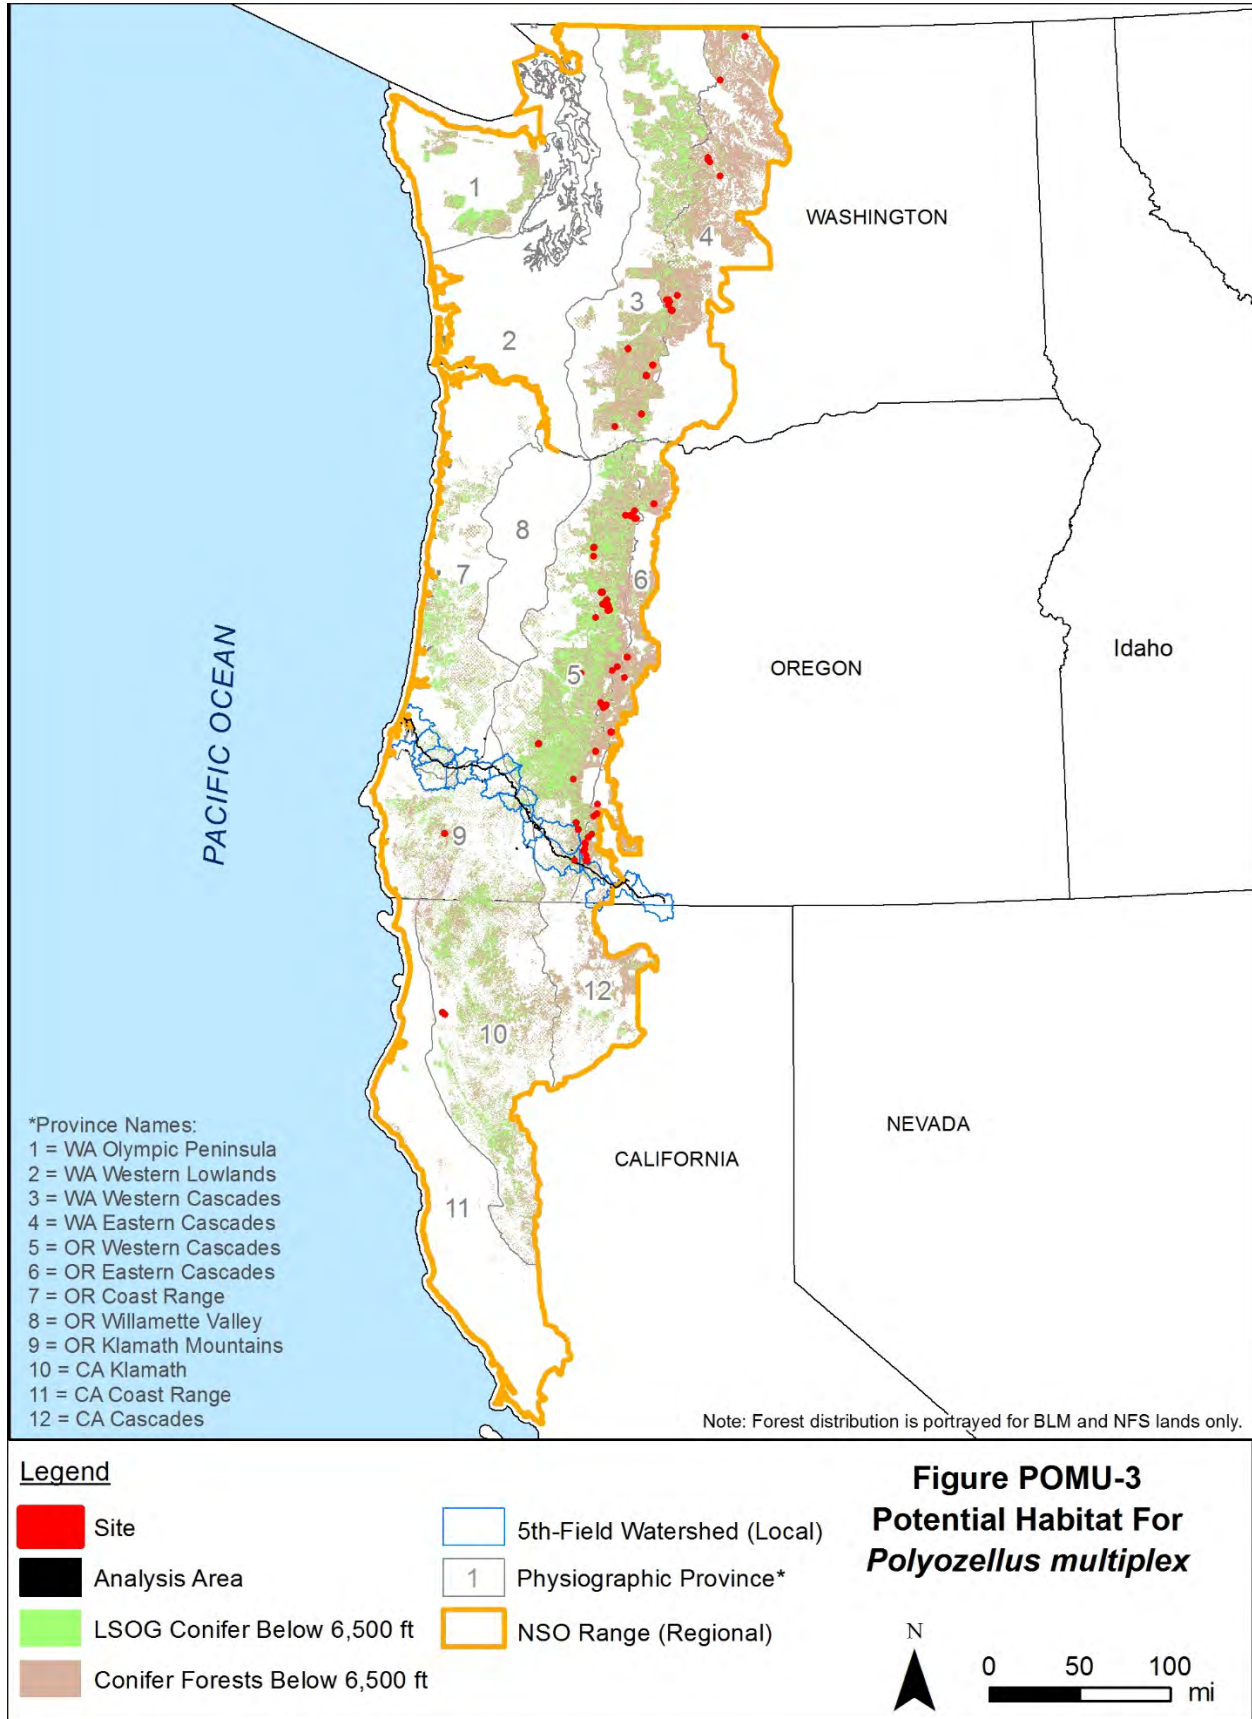 1
WASHINGTON
4
3
2
8
7
6
OREGON
Idaho
5
PACIFIC OCEAN
9
12
10
NEVADA
CALIFORNIA
11
*Province Names:
1 = WA Olympic Peninsula
2 = WA Western Lowlands
3 = WA Western Cascades
4 = WA Eastern Cascades
5 = OR Western Cascades
6 = OR Eastern Cascades
7 = OR Coast Range
8 = OR Willamette Valley
9 = OR Klamath Mountains
10 = CA Klamath
11 = CA Coast Range
12 = CA Cascades
Note: Forest distribution is portrayed for BLM and NFS lands only.
Legend
Site
Analysis Area
LSOG Conifer Below 6,500 ft
Conifer Forests Below 6,500 ft
5th-Field Watershed (Local)
1
Physiographic Province*
NSO Range (Regional)
Figure POMU-3
Potential Habitat For
Polyozellus multiplex
N
0 50 100
mi